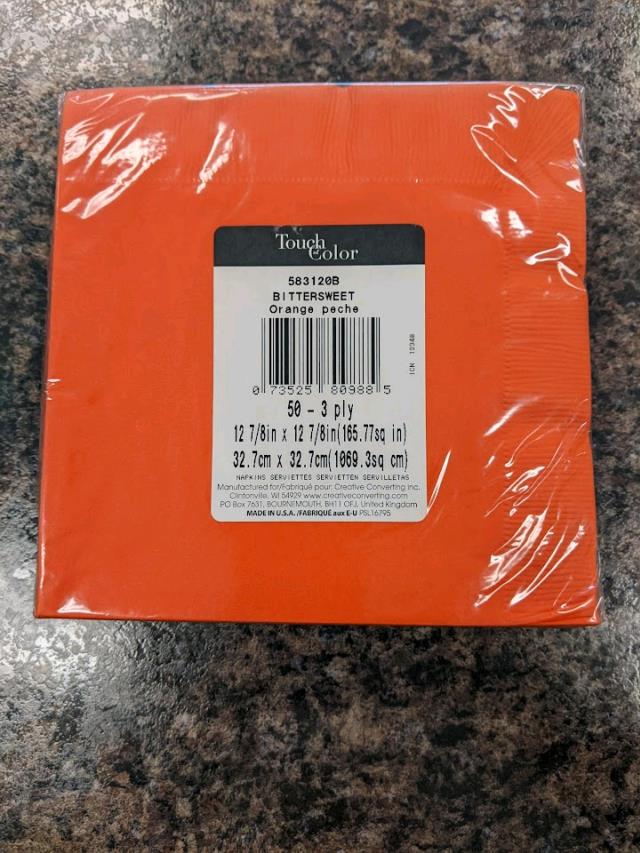 Touch
Color
583120B
BITTERSWEET
Orange peche
ICN 12348
0 73525 80988 5
50 - 3 ply
12 7/8in x 12 7/8in(165.77sq in)
32.7cm x 32.7cm(1069.3sq cm)
NAPKINS SERVIETTES SERVIETTEN SERVILLETAS
Manufactured for/Fabriqué pour: Creative Converting Inc.
Clintonville, WI 54929 www.creativeconverting.com
PO Box 7631, BOURNEMOUTH, BH11 OFJ, United Kingdom
MADE IN U.S.A. /FABRIQUÉ aux E-U PSL1679S